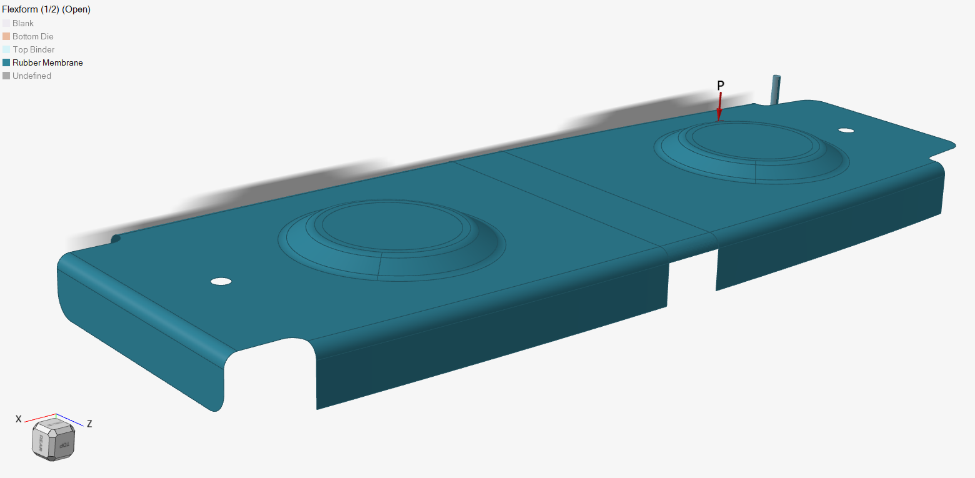 Flexform (1/2) (Open)
Blank
Bottom Die
Top Binder
Rubber Membrane
Undefined
P
X
Z